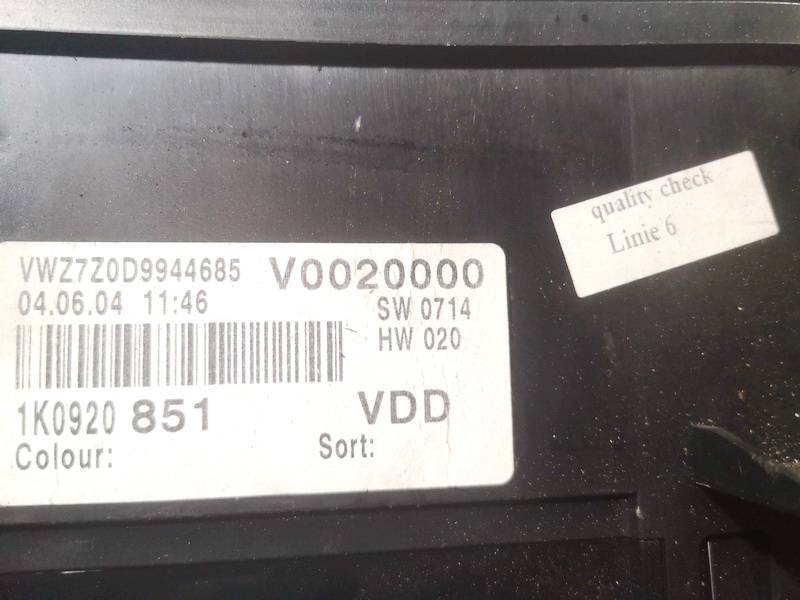 VWZ7Z0D9944685 V0020000
04.06.04 11:46 SW 0714
HW 020
1K0920 851 VDD
Colour: Sort:
quality check
Linie 6